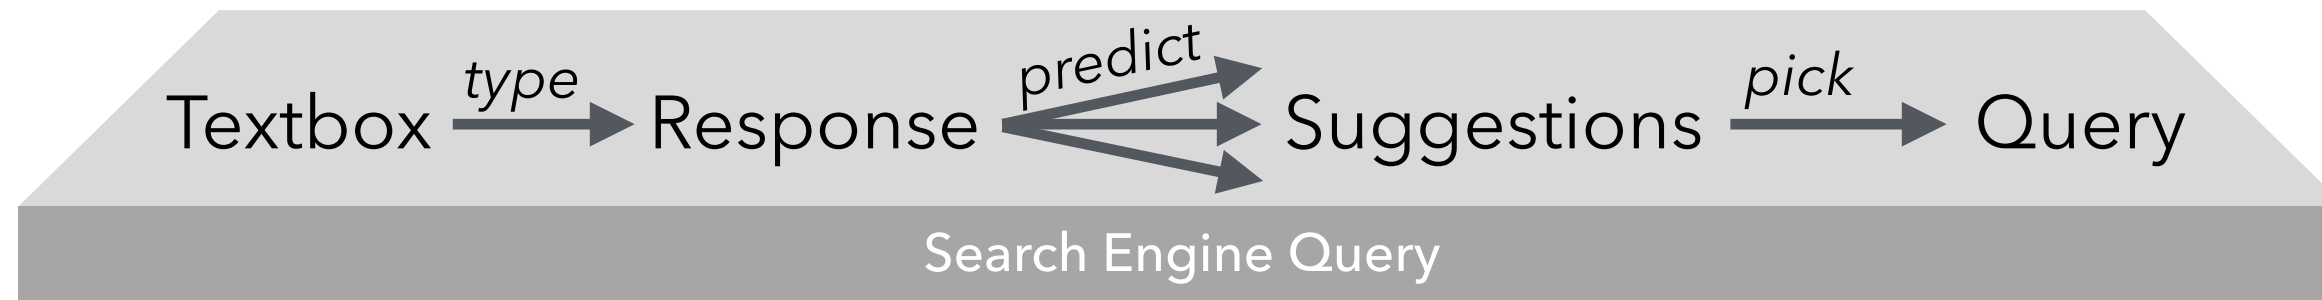 Textbox type Response predict Suggestions pick Query
Search Engine Query